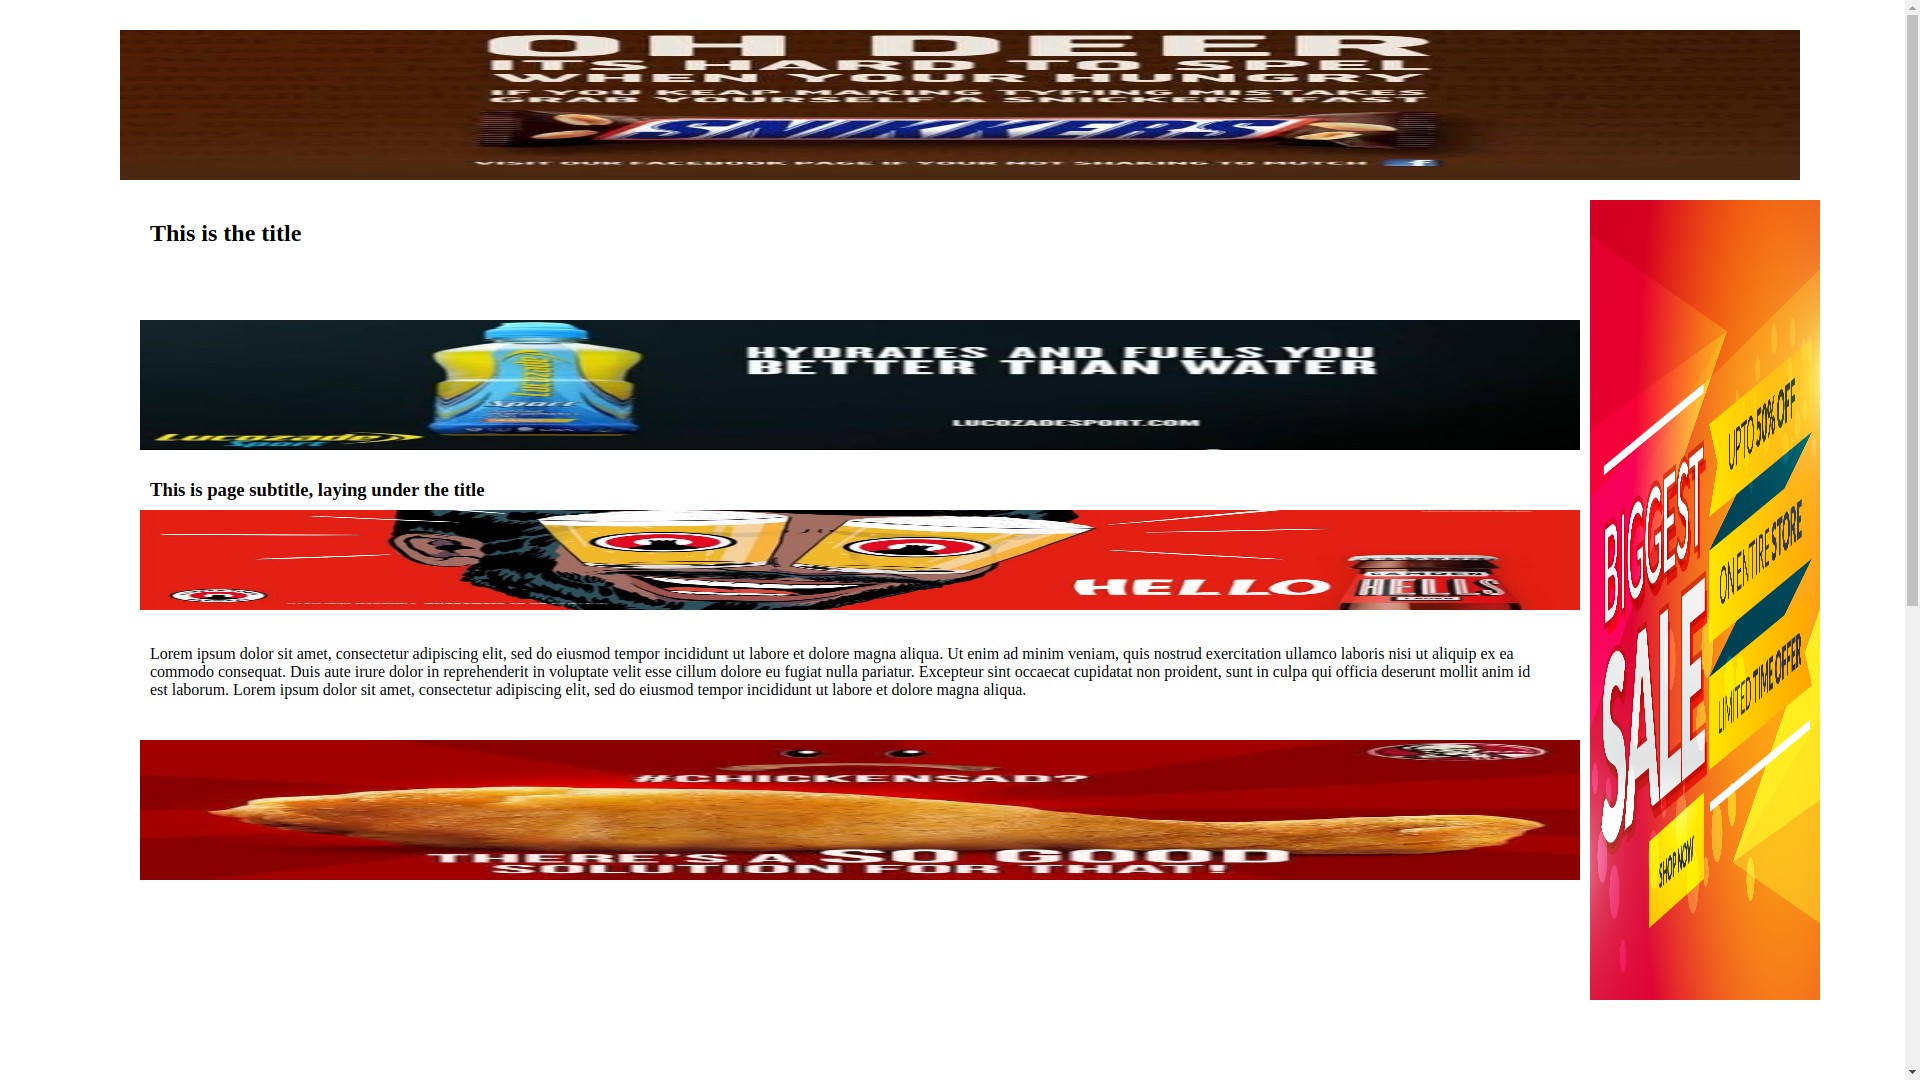 OH DEER
ITS HARD TO SPEL
WHEN YOUR HUNGRY
IF YOU KEAP MAKING TYPING MISTAKES
GRAB YOURSELF A SNICKERS FAST
SNIKKERS
VISIT OUR FACEBOOK PAGE IF YOUR NOT SHAKING TO MUTCH
This is the title
HYDRATES AND FUELS YOU
BETTER THAN WATER
Lucozade
Sport
LUCOZADESPORT.COM
Lucozade
Sport
This is page subtitle, laying under the title
HELLO
CAMDEN
HELLS
LAGER
Lorem ipsum dolor sit amet, consectetur adipiscing elit, sed do eiusmod tempor incididunt ut labore et dolore magna aliqua. Ut enim ad minim veniam, quis nostrud exercitation ullamco laboris nisi ut aliquip ex ea
commodo consequat. Duis aute irure dolor in reprehenderit in voluptate velit esse cillum dolore eu fugiat nulla pariatur. Excepteur sint occaecat cupidatat non proident, sunt in culpa qui officia deserunt mollit anim id
est laborum. Lorem ipsum dolor sit amet, consectetur adipiscing elit, sed do eiusmod tempor incididunt ut labore et dolore magna aliqua.
#CHICKENSAD?
THERE'S A SO GOOD
SOLUTION FOR THAT!
BIGGEST
SALE
SHOP NOW
UPTO 50% OFF
ON ENTIRE STORE
LIMITED TIME OFFER